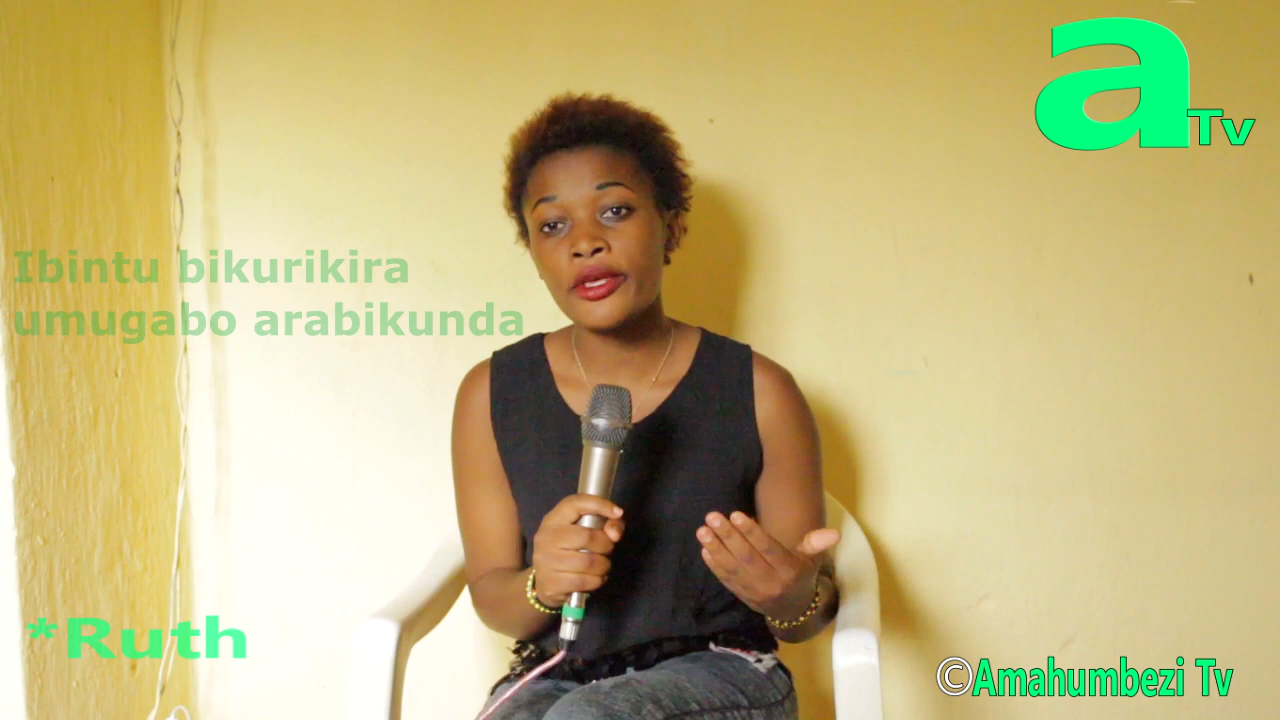 a Tv
Ibintu bikurikira
umugabo arabikunda
*Ruth
©Amahumbezi Tv